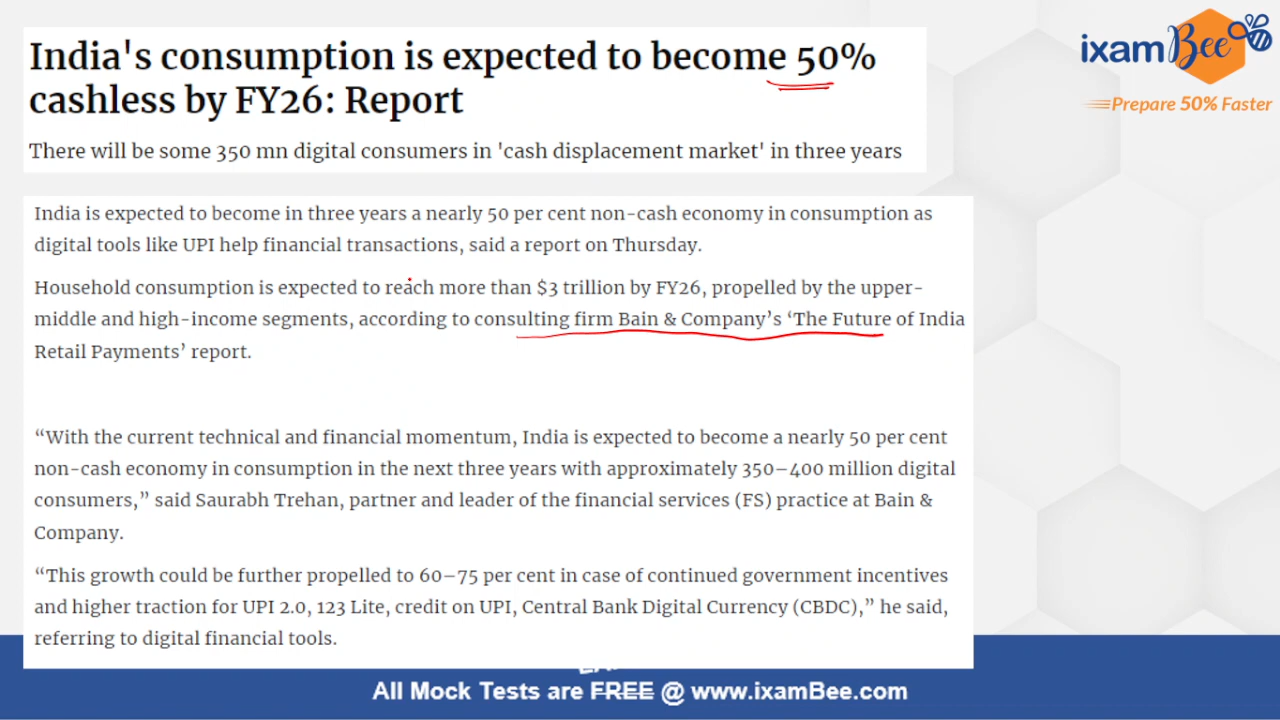 India's consumption is expected to become 50%
cashless by FY26: Report
There will be some 350 mn digital consumers in 'cash displacement market' in three years
ixamBee
Prepare 50% Faster
India is expected to become in three years a nearly 50 per cent non-cash economy in consumption as
digital tools like UPI help financial transactions, said a report on Thursday.
Household consumption is expected to reach more than $3 trillion by FY26, propelled by the upper-
middle and high-income segments, according to consulting firm Bain & Company’s ‘The Future of India
Retail Payments’ report.
“With the current technical and financial momentum, India is expected to become a nearly 50 per cent
non-cash economy in consumption in the next three years with approximately 350–400 million digital
consumers,” said Saurabh Trehan, partner and leader of the financial services (FS) practice at Bain &
Company.
“This growth could be further propelled to 60–75 per cent in case of continued government incentives
and higher traction for UPI 2.0, 123 Lite, credit on UPI, Central Bank Digital Currency (CBDC),” he said,
referring to digital financial tools.
All Mock Tests are FREE @ www.ixamBee.com